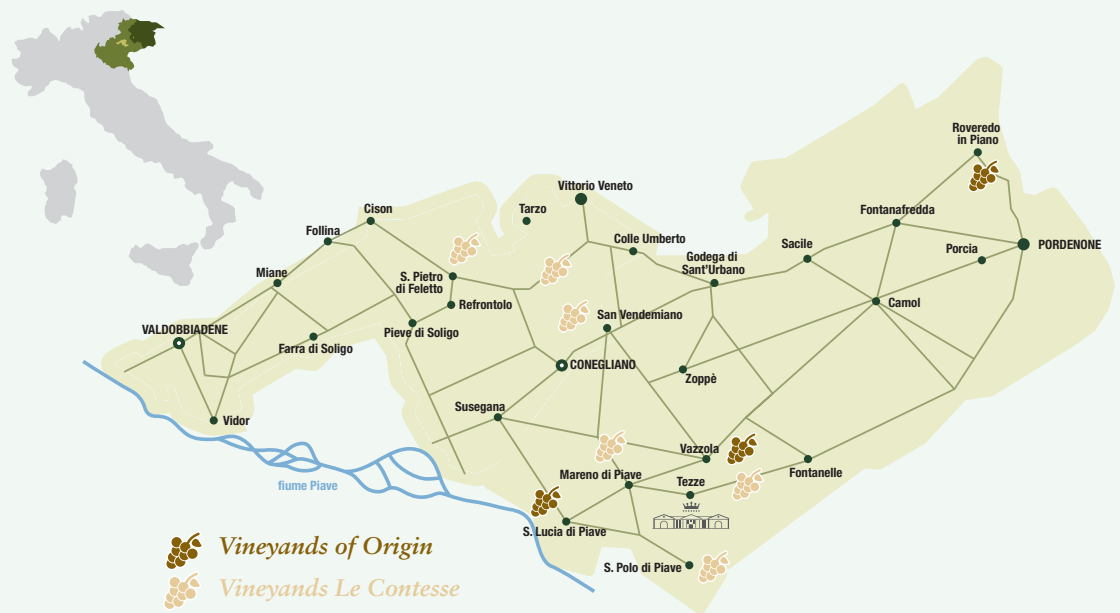 Roveredo
in Piano
Vittorio Veneto
Cison
Tarzo
Fontanafredda
Follina
Colle Umberto
Sacile
Porcia
PORDENONE
Godega di
Sant'Urbano
Miane
S. Pietro
di Feletto
Refrontolo
Camol
San Vendemiano
VALDOBBIADENE
Pieve di Soligo
Farra di Soligo
CONEGLIANO
Zoppè
Susegana
Vidor
Vazzola
Mareno di Piave
Fontanelle
Tezze
fiume Piave
S. Lucia di Piave
S. Polo di Piave
Vineyands of Origin
Vineyands Le Contesse